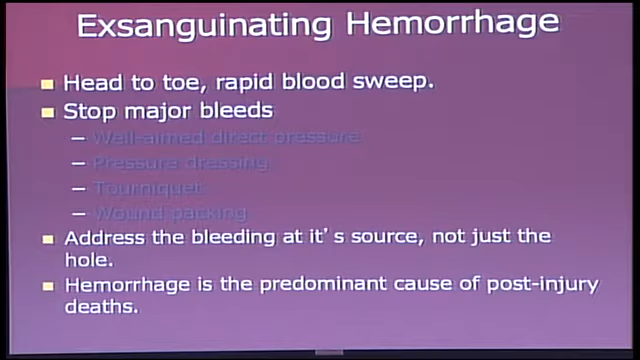 Exsanguinating Hemorrhage
Head to toe, rapid blood sweep.
Stop major bleeds
– Well-aimed direct pressure
– Pressure dressing
– Tourniquet
– Wound packing
Address the bleeding at it's source, not just the
hole.
Hemorrhage is the predominant cause of post-injury
deaths.